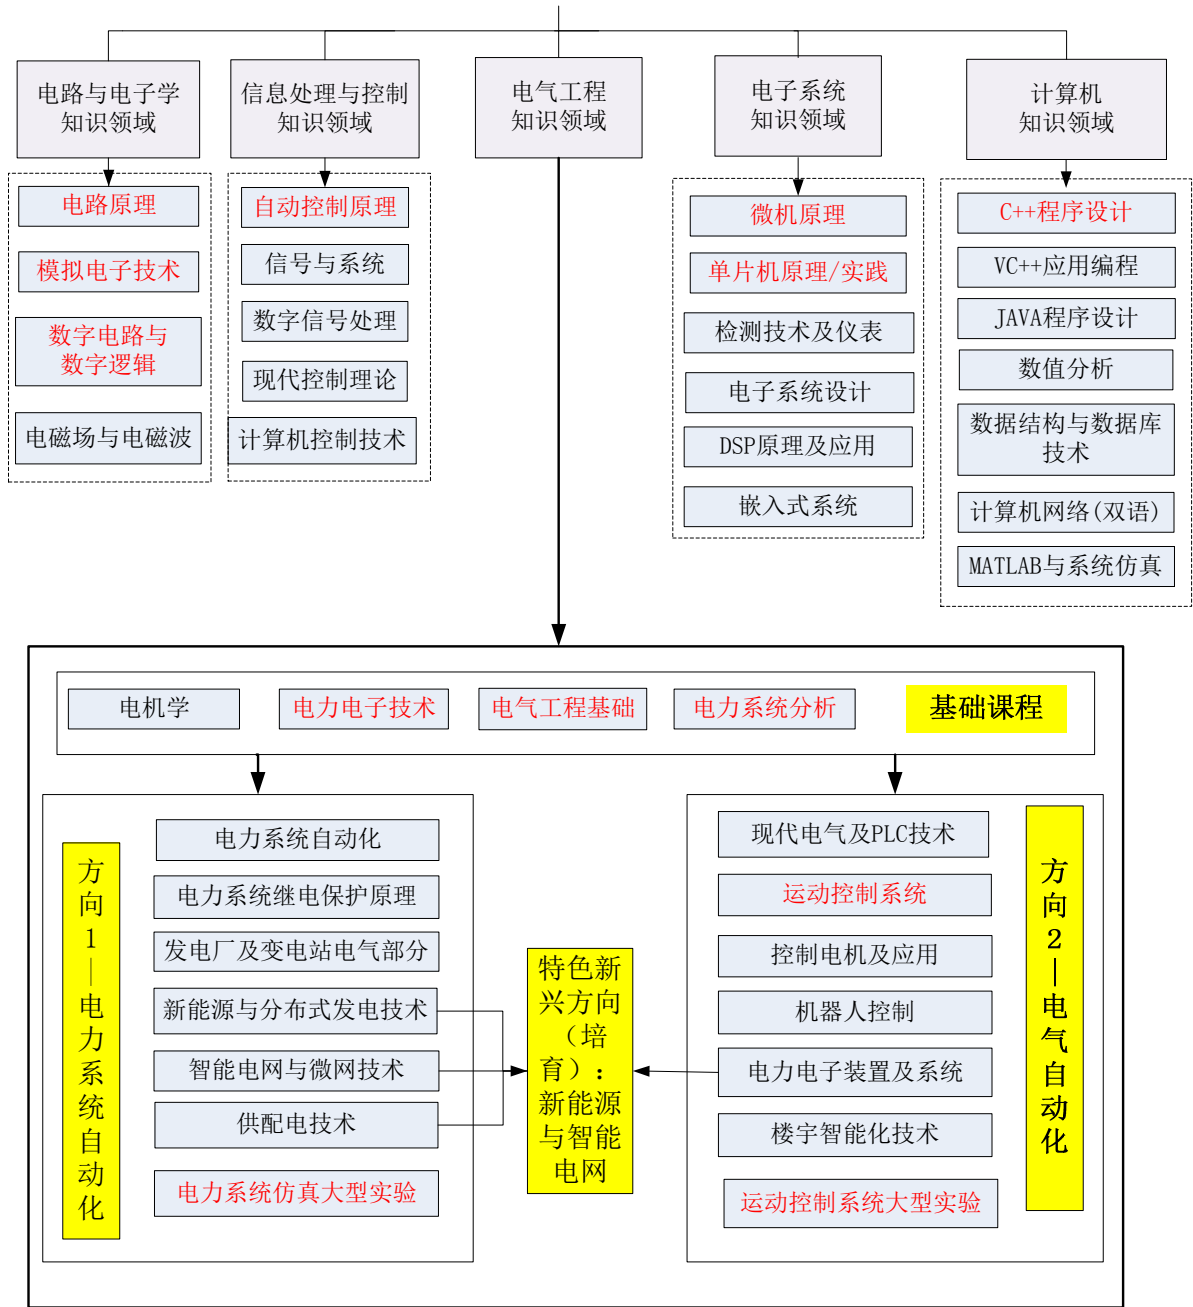 电路与电子学
知识领域
信息处理与控制
知识领域
电气工程
知识领域
电子系统
知识领域
计算机
知识领域
电路原理
模拟电子技术
数字电路与
数字逻辑
电磁场与电磁波
自动控制原理
信号与系统
数字信号处理
现代控制理论
计算机控制技术
微机原理
单片机原理/实践
检测技术及仪表
电子系统设计
DSP原理及应用
嵌入式系统
C++程序设计
VC++应用编程
JAVA程序设计
数值分析
数据结构与数据库
技术
计算机网络(双语)
MATLAB与系统仿真
电机学
电力电子技术
电气工程基础
电力系统分析
基础课程
方向1—电力系统自动化
电力系统自动化
电力系统继电保护原理
发电厂及变电站电气部分
新能源与分布式发电技术
智能电网与微网技术
供配电技术
电力系统仿真大型实验
特色新
兴方向
（培
育）：
新能源
与智能
电网
现代电气及PLC技术
运动控制系统
控制电机及应用
机器人控制
电力电子装置及系统
楼宇智能化技术
运动控制系统大型实验
方向2—电气自动化